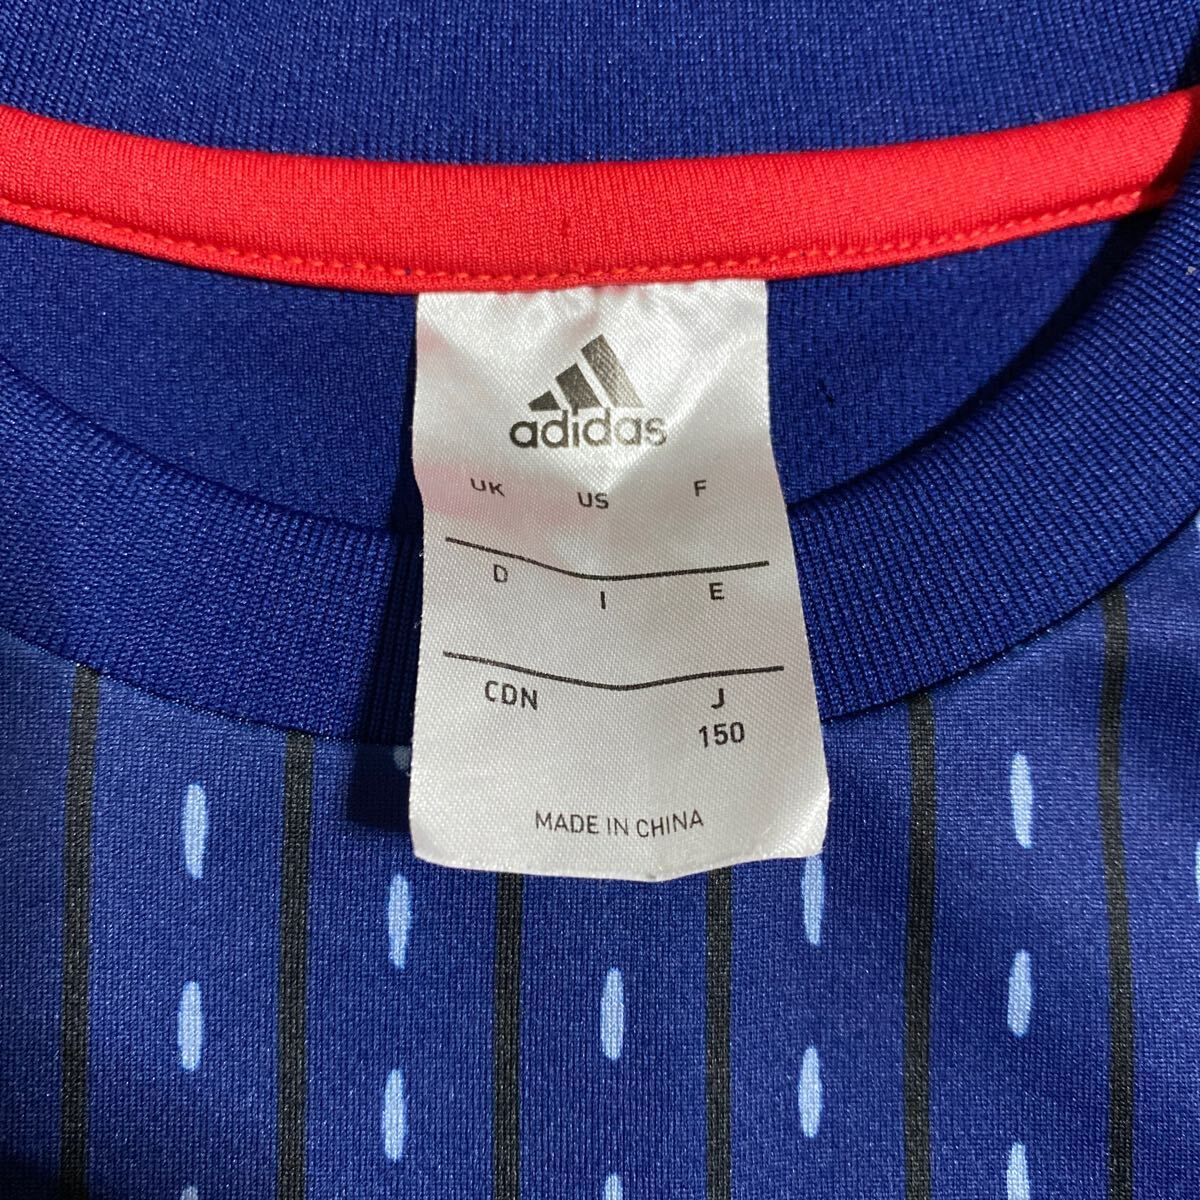 adidas
UK US F
D I E
CDN J
150
MADE IN CHINA